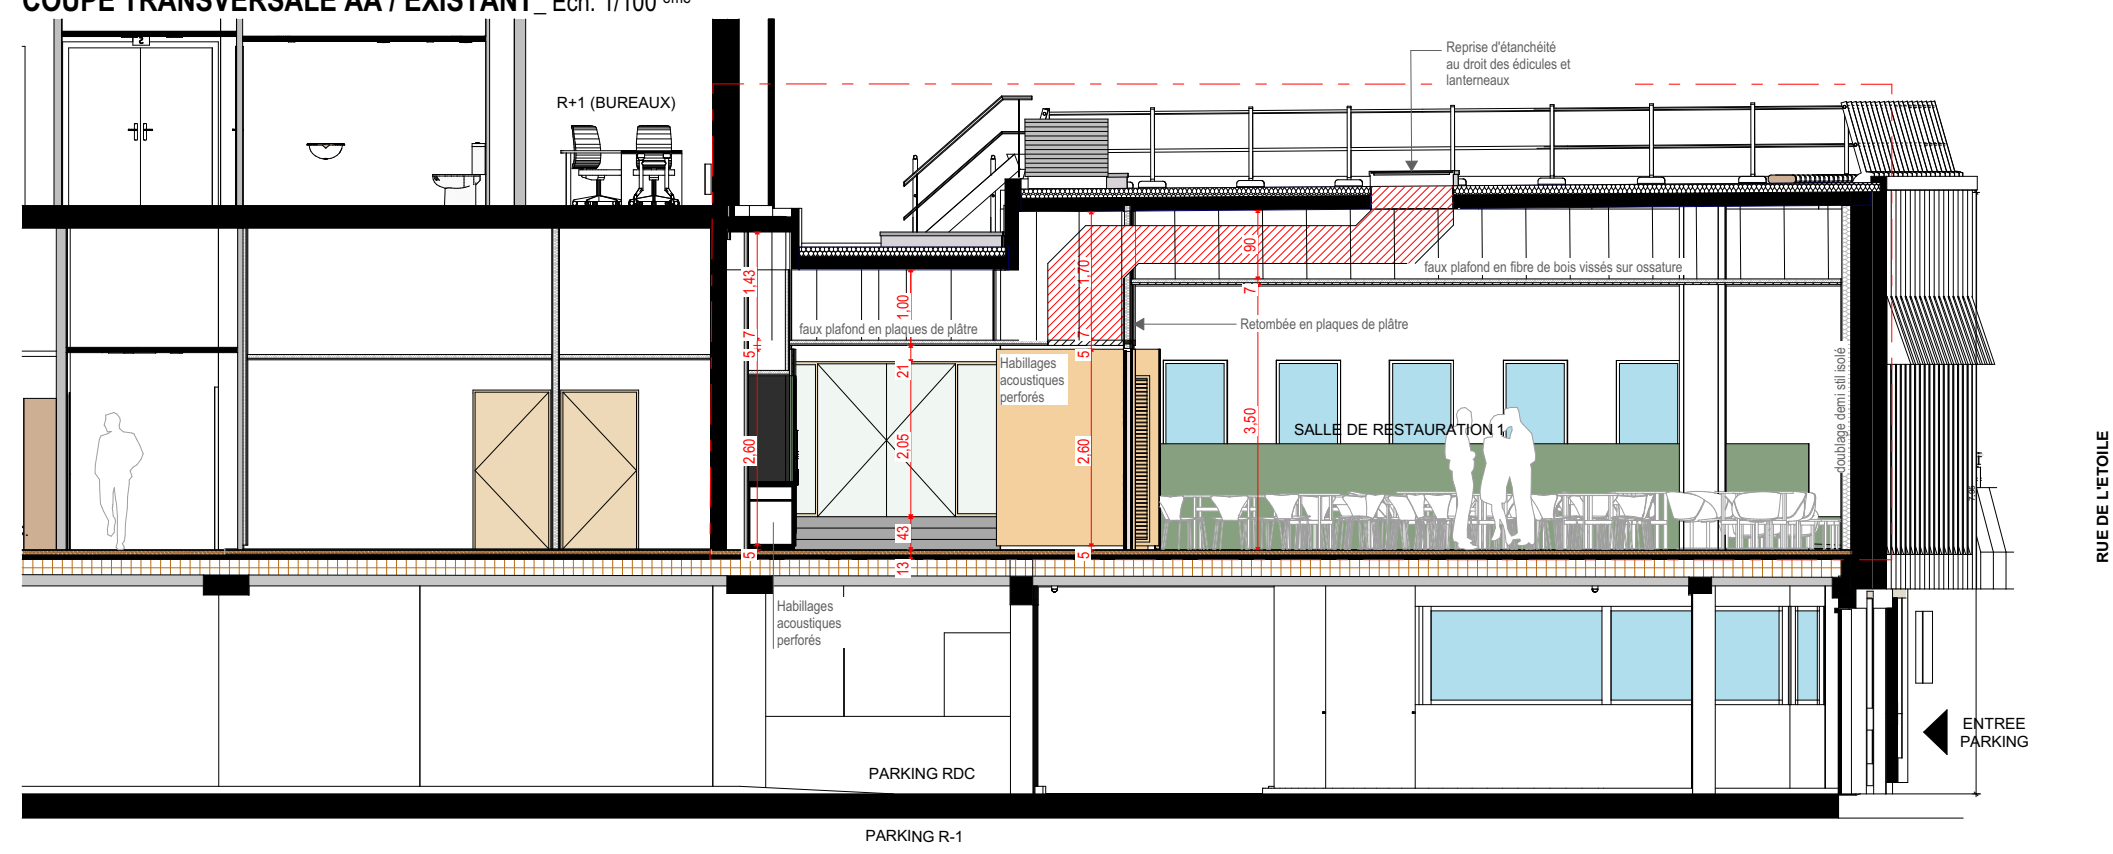 COUPE TRANSVERSALE AA / EXISTANT_ Ech. 1/100 ème
Reprise d'étanchéité
au droit des édicules et
lanterneaux
R+1 (BUREAUX)
1,43
1,00
1,70
90
7
faux plafond en fibre de bois vissés sur ossature
faux plafond en plaques de plâtre
Retombée en plaques de plâtre
5
7
21
5
7
Habillages
acoustiques
perforés
doublage demi stil isolé
2,60
2,05
2,60
3,50
SALLE DE RESTAURATION 1
43
5
13
5
RUE DE L'ETOILE
Habillages
acoustiques
perforés
ENTREE
PARKING
PARKING RDC
PARKING R-1